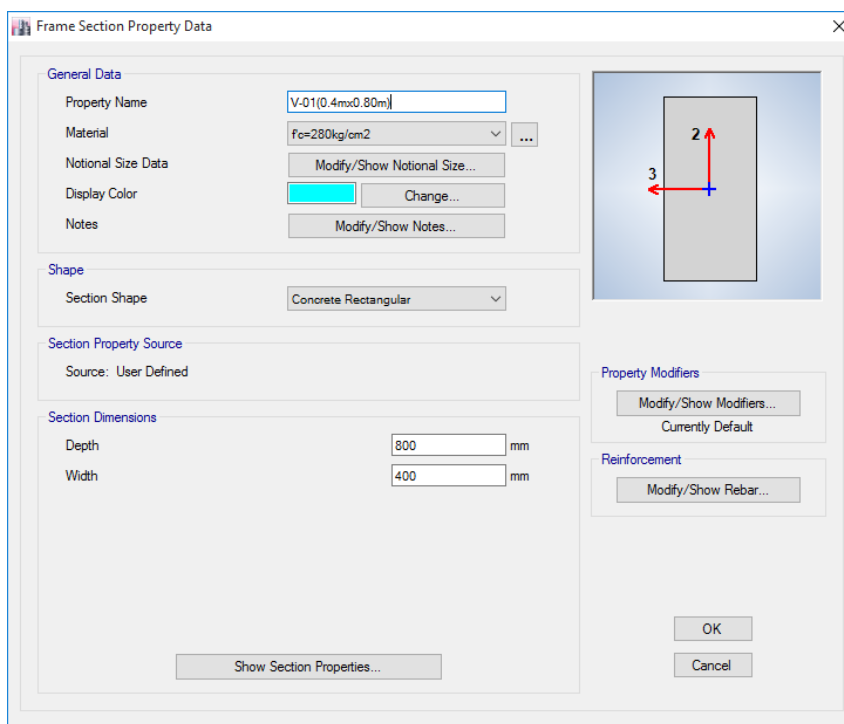 Frame Section Property Data
General Data
Property Name V-01(0.4mx0.80m)
Material f'c=280kg/cm2 ...
Notional Size Data Modify/Show Notional Size...
Display Color Change...
Notes Modify/Show Notes...
2
3
Shape
Section Shape Concrete Rectangular
Section Property Source
Source: User Defined
Property Modifiers
Modify/Show Modifiers...
Currently Default
Section Dimensions
Depth 800 mm
Width 400 mm
Reinforcement
Modify/Show Rebar...
Show Section Properties...
OK
Cancel